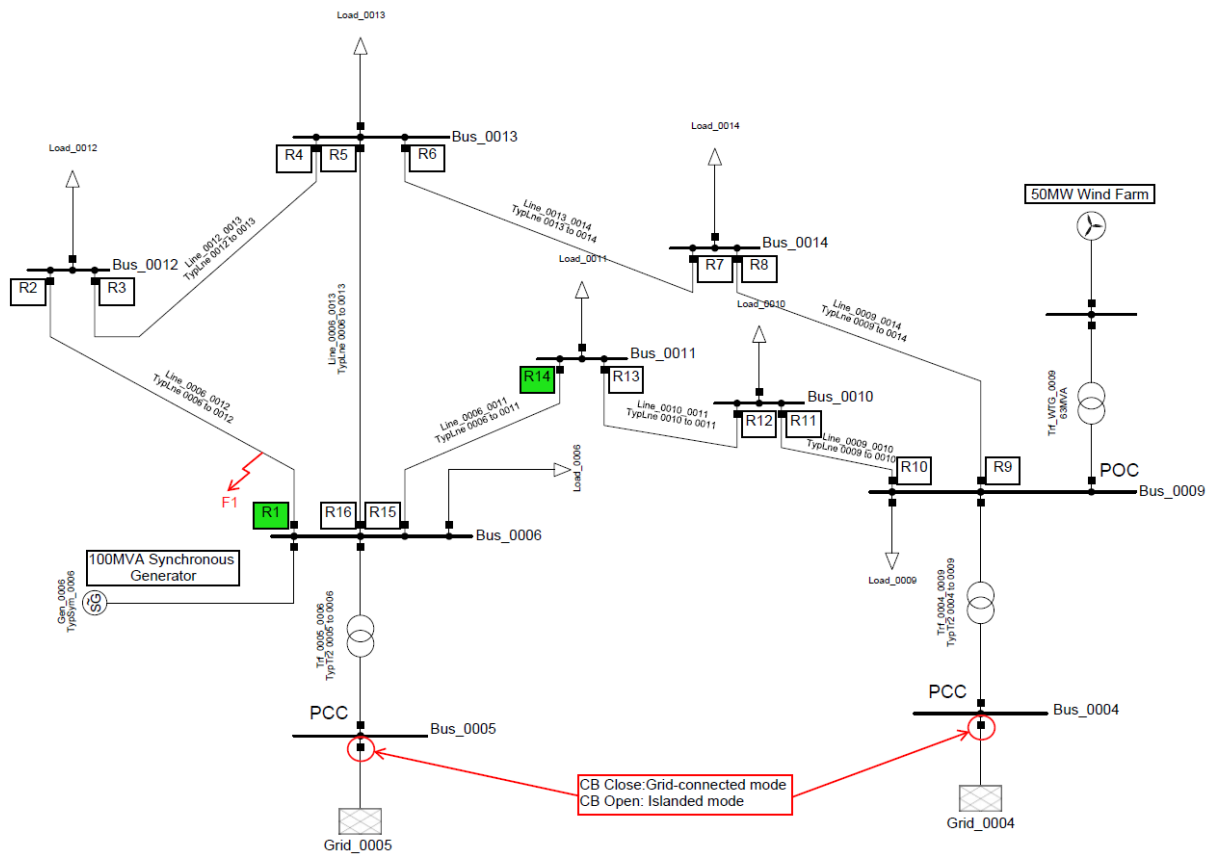 Load_0013
Bus_0013
R4
R5
R6
Load_0012
Load_0014
50MW Wind Farm
Line_0012_0013
TypLne 0012 to 0013
Line_0013_0014
TypLne 0013 to 0014
Bus_0012
R2
R3
Bus_0014
R7
R8
Load_0011
Load_0010
Line_0006_0013
TypLne 0006 to 0013
Line_0009_0014
TypLne 0009 to 0014
Bus_0011
R14
R13
Line_0006_0012
TypLne 0006 to 0012
Line_0006_0011
TypLne 0006 to 0011
Line_0010_0011
TypLne 0010 to 0011
Bus_0010
R12
R11
Line_0009_0010
TypLne 0009 to 0010
Trf_WTG_0009
63MVA
R10
R9
POC
Bus_0009
F1
Load_0006
R1
R16
R15
Bus_0006
100MVA Synchronous
Generator
Gen_0006
TypSym_0006
SG
Load_0009
Trf_0005_0006
TypTr2 0005 to 0006
Trf_0004_0009
TypTr2 0004 to 0009
PCC
Bus_0005
PCC
Bus_0004
CB Close:Grid-connected mode
CB Open: Islanded mode
Grid_0005
Grid_0004